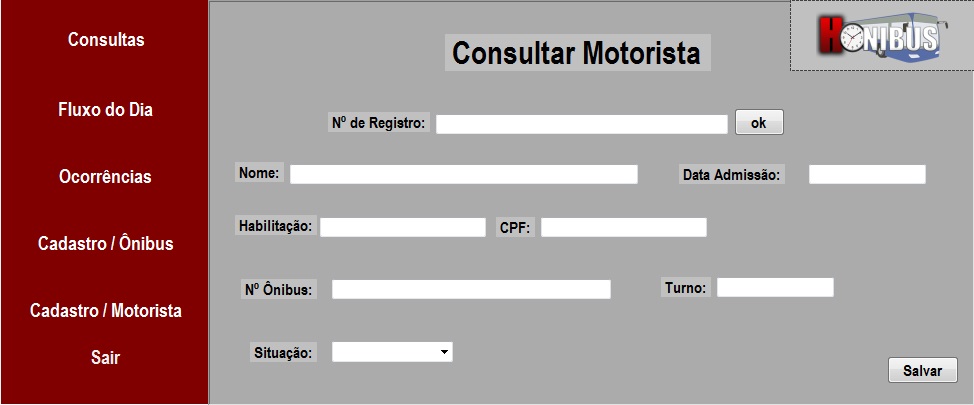 Consultas
Fluxo do Dia
Ocorrências
Cadastro / Ônibus
Cadastro / Motorista
Sair
HONIBUS
Consultar Motorista
Nº de Registro: ok
Nome: Data Admissão:
Habilitação: CPF:
Nº Ônibus: Turno:
Situação:
Salvar